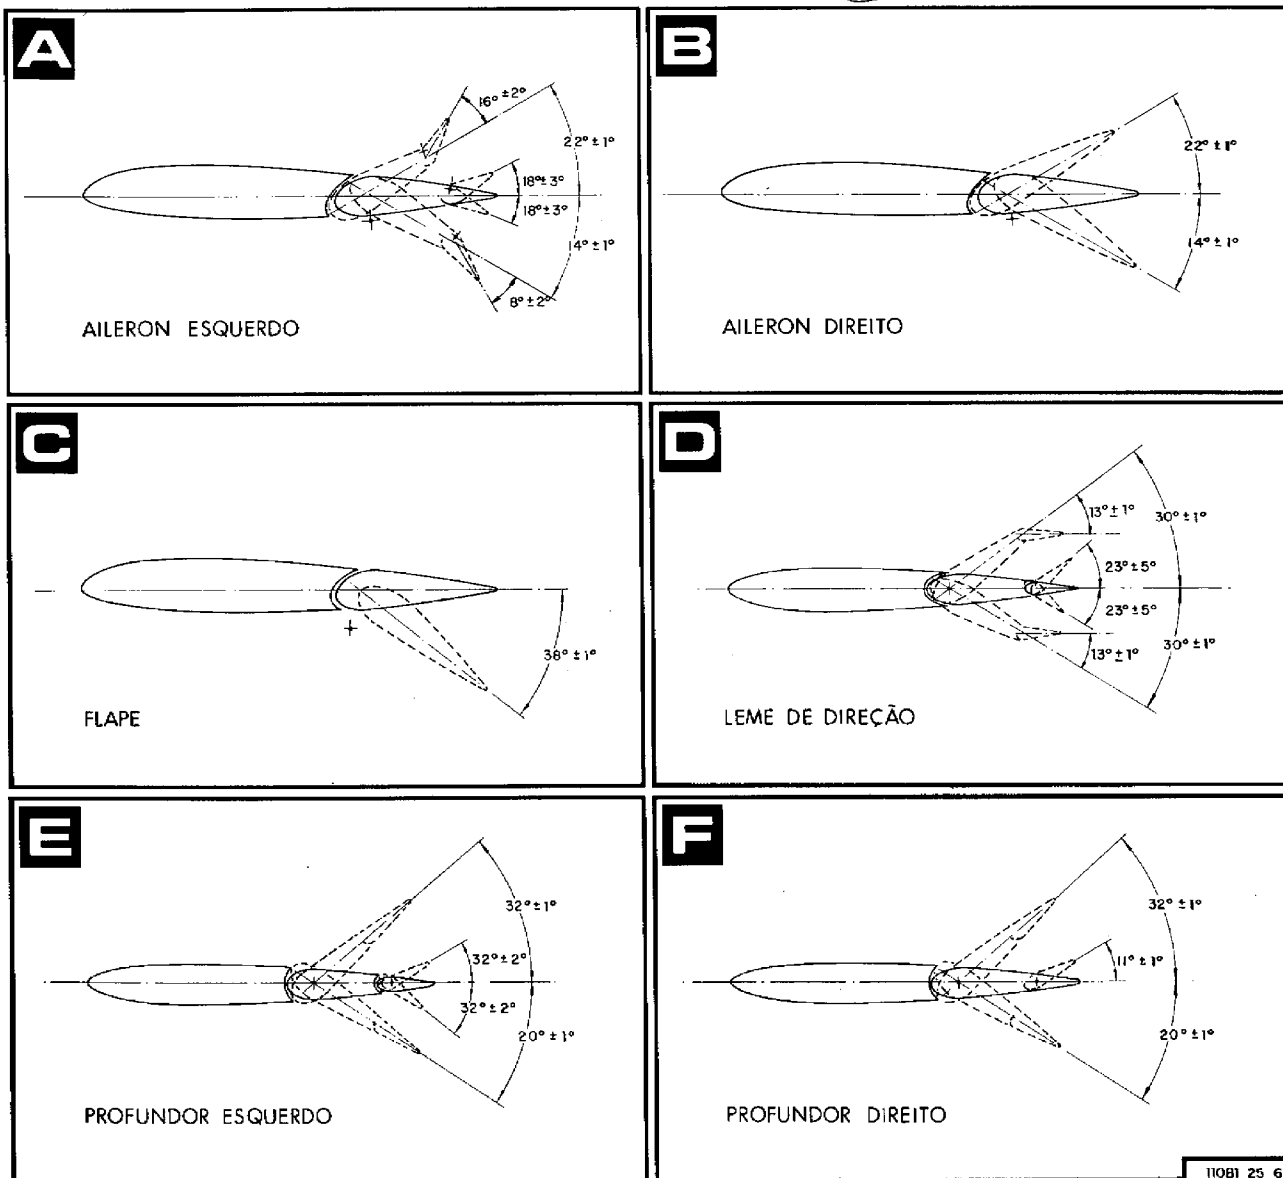 A
16° ±2°
22°±1°
18°±3°
18°±3°
14°±1°
8°±2°
AILERON ESQUERDO
B
22°±1°
14°±1°
AILERON DIREITO
C
38°±1°
FLAPE
D
13°±1°
30°±1°
23°±5°
23°±5°
13°±1°
30°±1°
LEME DE DIREÇÃO
E
32°±1°
32°±2°
32°±2°
20°±1°
PROFUNDOR ESQUERDO
F
32°±1°
11°±1°
20°±1°
PROFUNDOR DIREITO
110B1 25 6